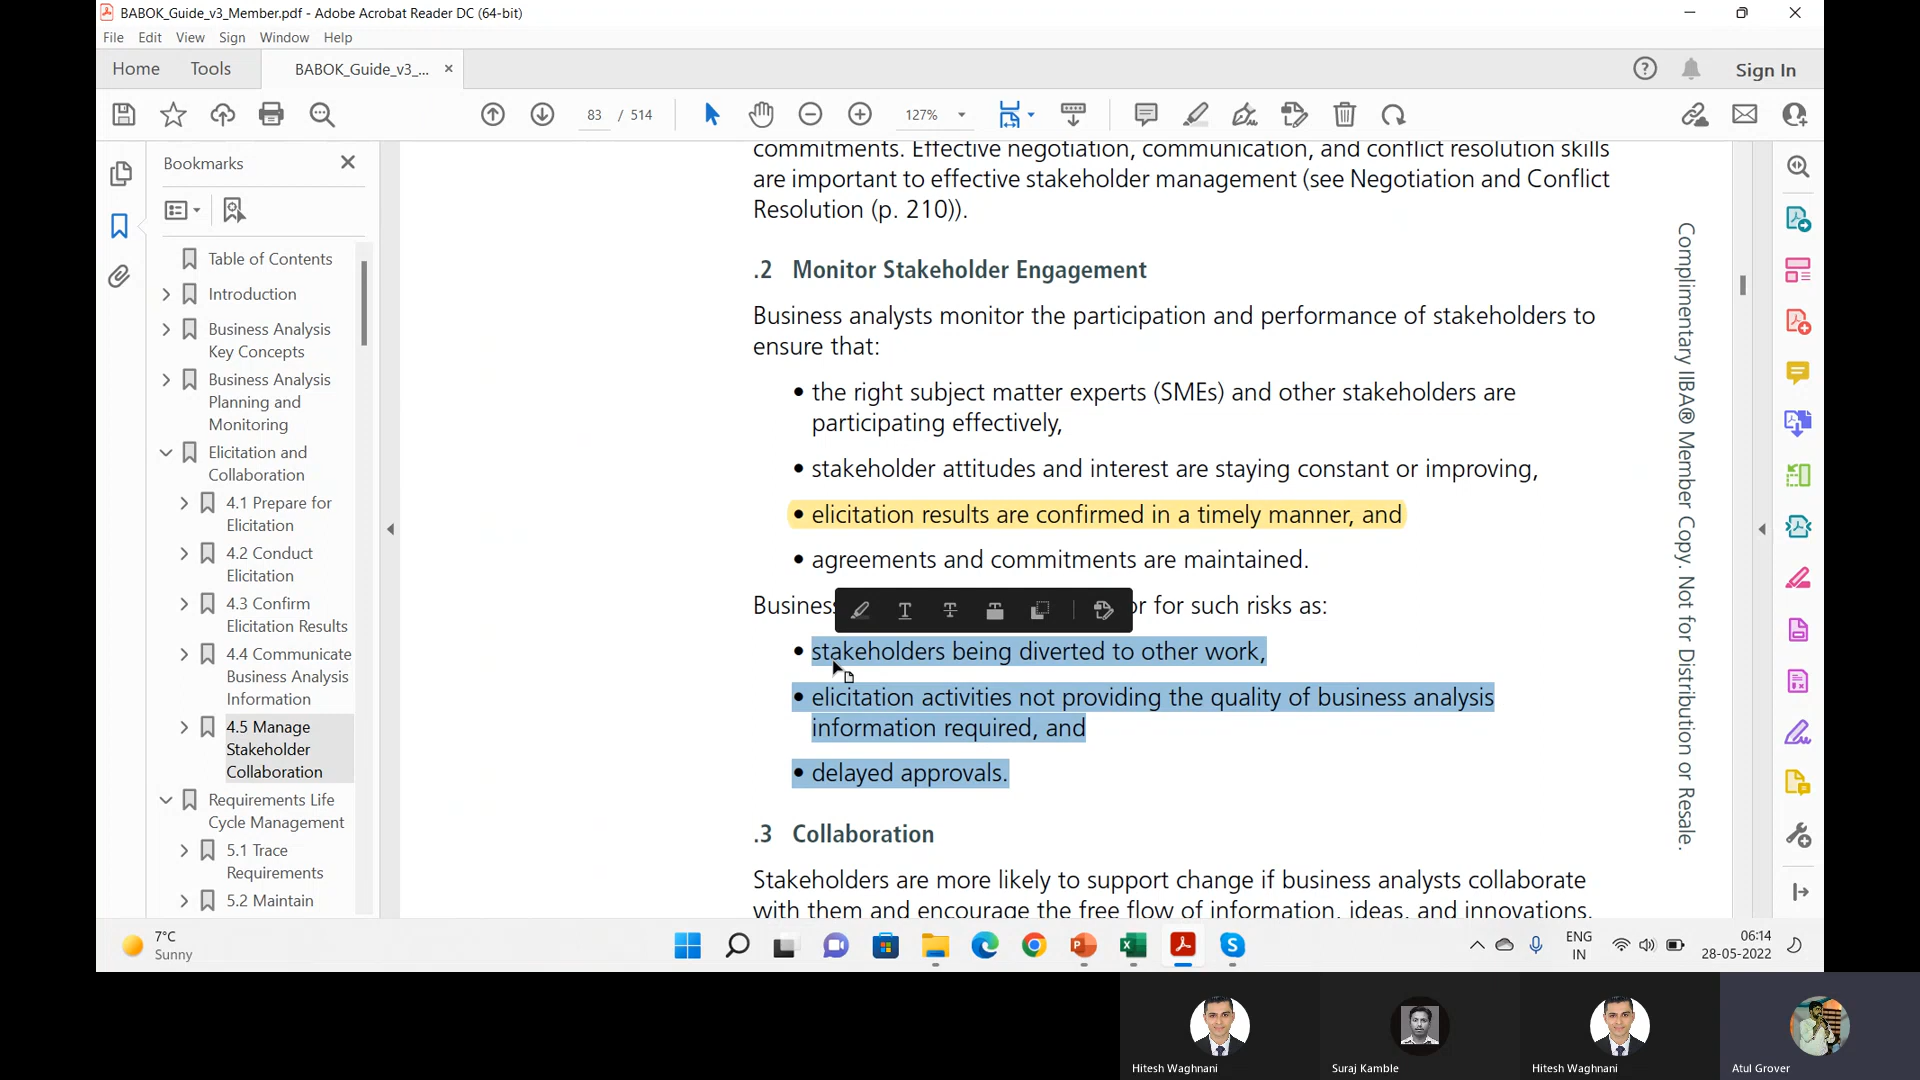 BABOK_Guide_v3_Member.pdf - Adobe Acrobat Reader DC (64-bit)
File Edit View Sign Window Help
Home Tools BABOK_Guide_v3_... × Sign In
83 / 514 127%
Bookmarks
Table of Contents
Introduction
Business Analysis
Key Concepts
Business Analysis
Planning and
Monitoring
Elicitation and
Collaboration
4.1 Prepare for
Elicitation
4.2 Conduct
Elicitation
4.3 Confirm
Elicitation Results
4.4 Communicate
Business Analysis
Information
4.5 Manage
Stakeholder
Collaboration
Requirements Life
Cycle Management
5.1 Trace
Requirements
5.2 Maintain
commitments. Effective negotiation, communication, and conflict resolution skills
are important to effective stakeholder management (see Negotiation and Conflict
Resolution (p. 210)).
.2 Monitor Stakeholder Engagement
Business analysts monitor the participation and performance of stakeholders to
ensure that:
• the right subject matter experts (SMEs) and other stakeholders are
participating effectively,
• stakeholder attitudes and interest are staying constant or improving,
• elicitation results are confirmed in a timely manner, and
• agreements and commitments are maintained.
Business or for such risks as:
• stakeholders being diverted to other work,
• elicitation activities not providing the quality of business analysis
information required, and
• delayed approvals.
.3 Collaboration
Stakeholders are more likely to support change if business analysts collaborate
with them and encourage the free flow of information, ideas, and innovations.
Complimentary IIBA® Member Copy. Not for Distribution or Resale.
7°C
Sunny
ENG
IN
06:14
28-05-2022
Hitesh Waghnani
Suraj Kamble
Hitesh Waghnani
Atul Grover